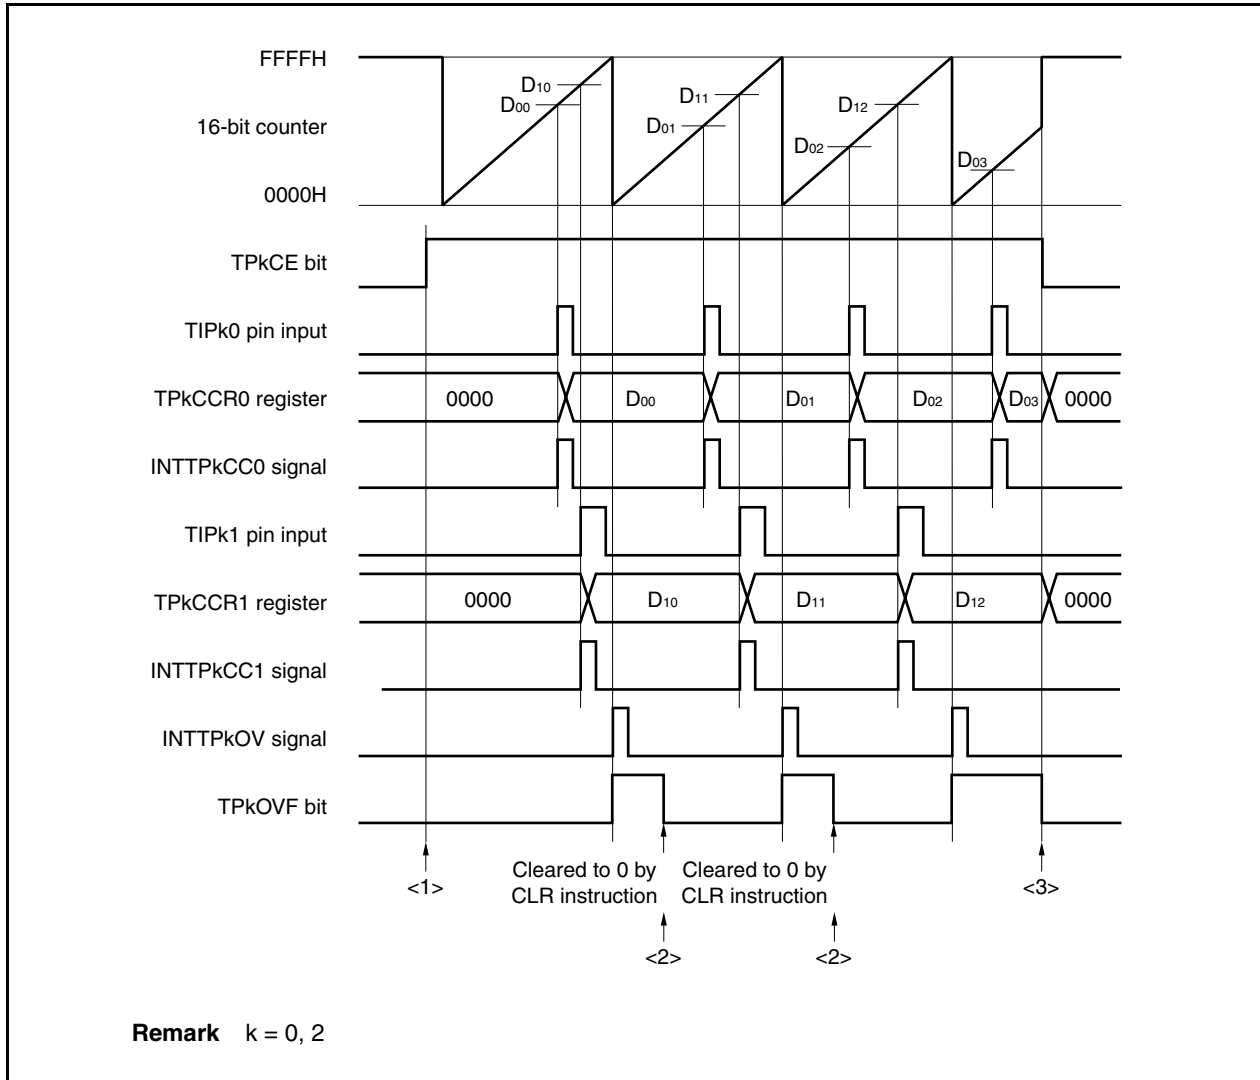 FFFFH
D10
D00
D11
D01
D12
D02
D03
16-bit counter
0000H
TPkCE bit
TIPk0 pin input
TPkCCR0 register
0000 D00 D01 D02 D03 0000
INTTPkCC0 signal
TIPk1 pin input
TPkCCR1 register
0000 D10 D11 D12 0000
INTTPkCC1 signal
INTTPkOV signal
TPkOVF bit
<1>
Cleared to 0 by
CLR instruction
Cleared to 0 by
CLR instruction
<3>
<2>
<2>
Remark k = 0, 2